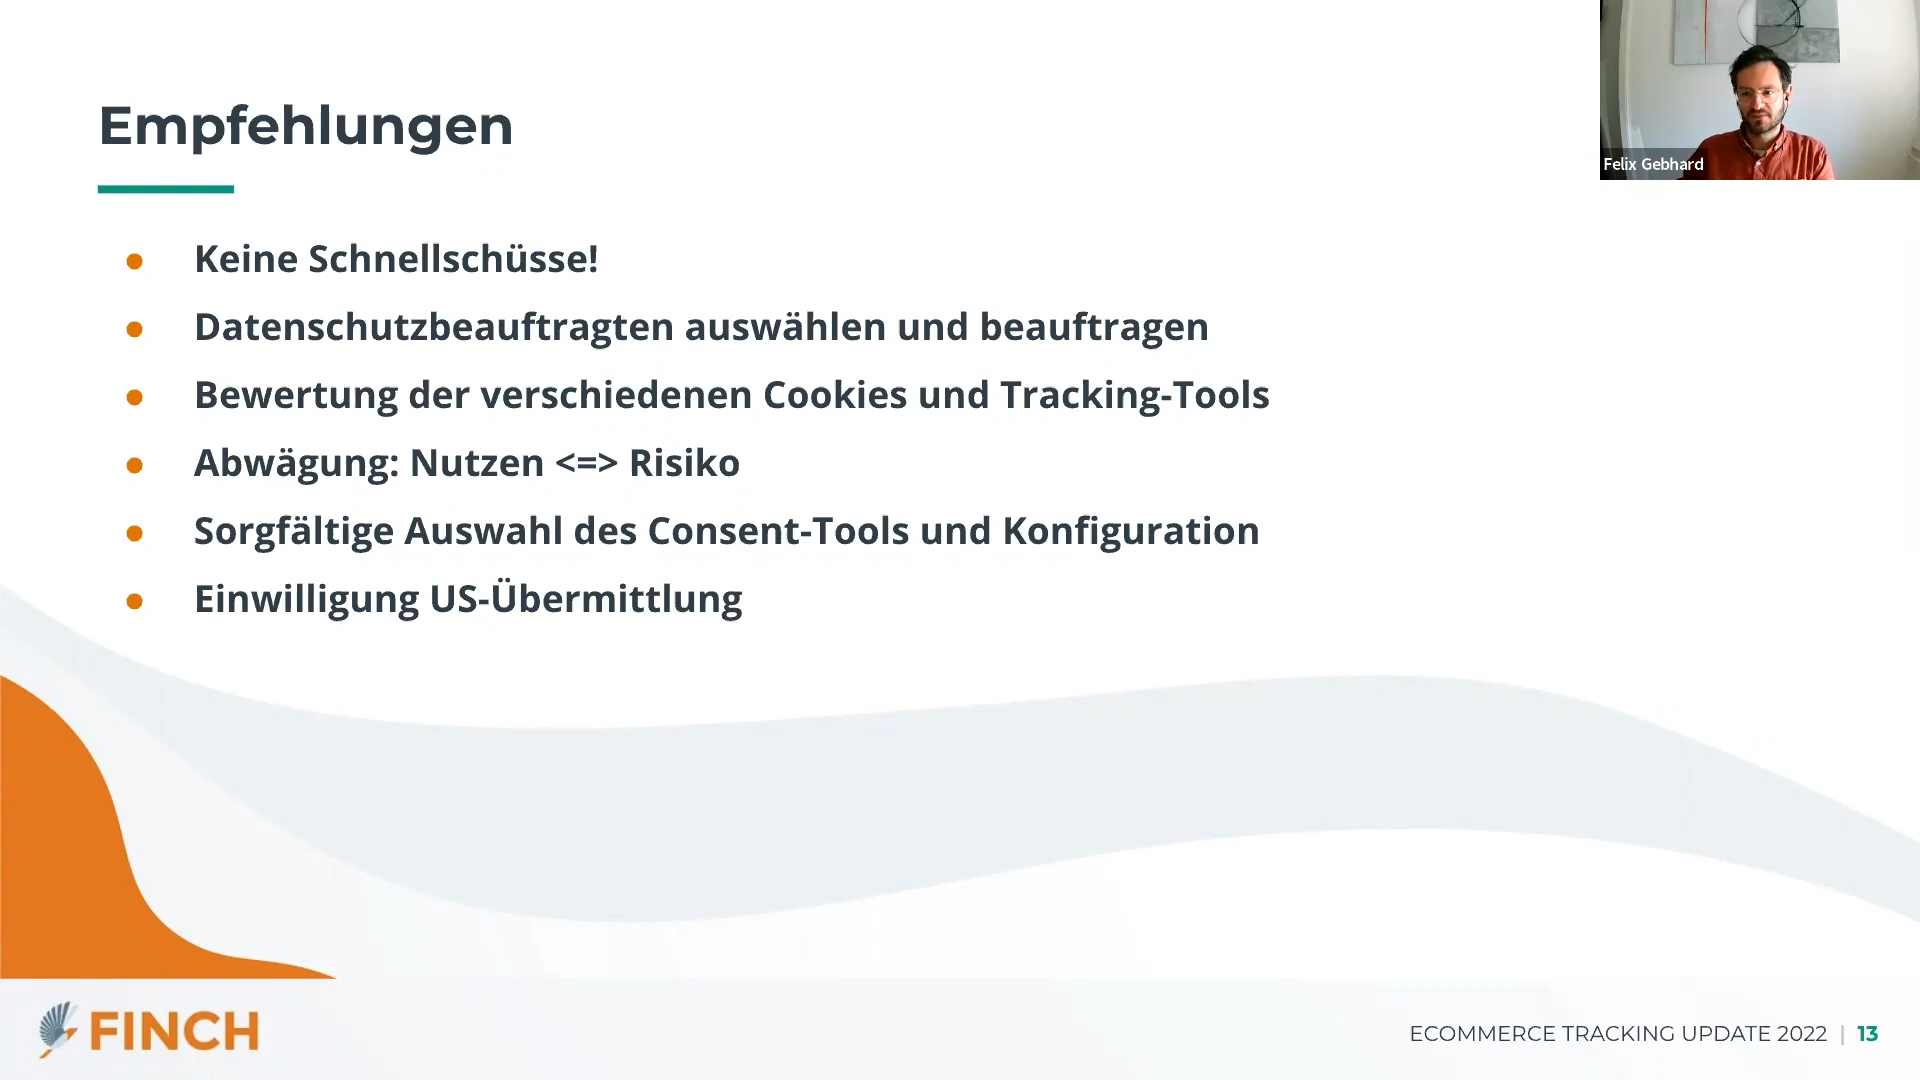 Empfehlungen
Felix Gebhard
Keine Schnellschüsse!
Datenschutzbeauftragten auswählen und beauftragen
Bewertung der verschiedenen Cookies und Tracking-Tools
Abwägung: Nutzen <=> Risiko
Sorgfältige Auswahl des Consent-Tools und Konfiguration
Einwilligung US-Übermittlung
FINCH
ECOMMERCE TRACKING UPDATE 2022 | 13